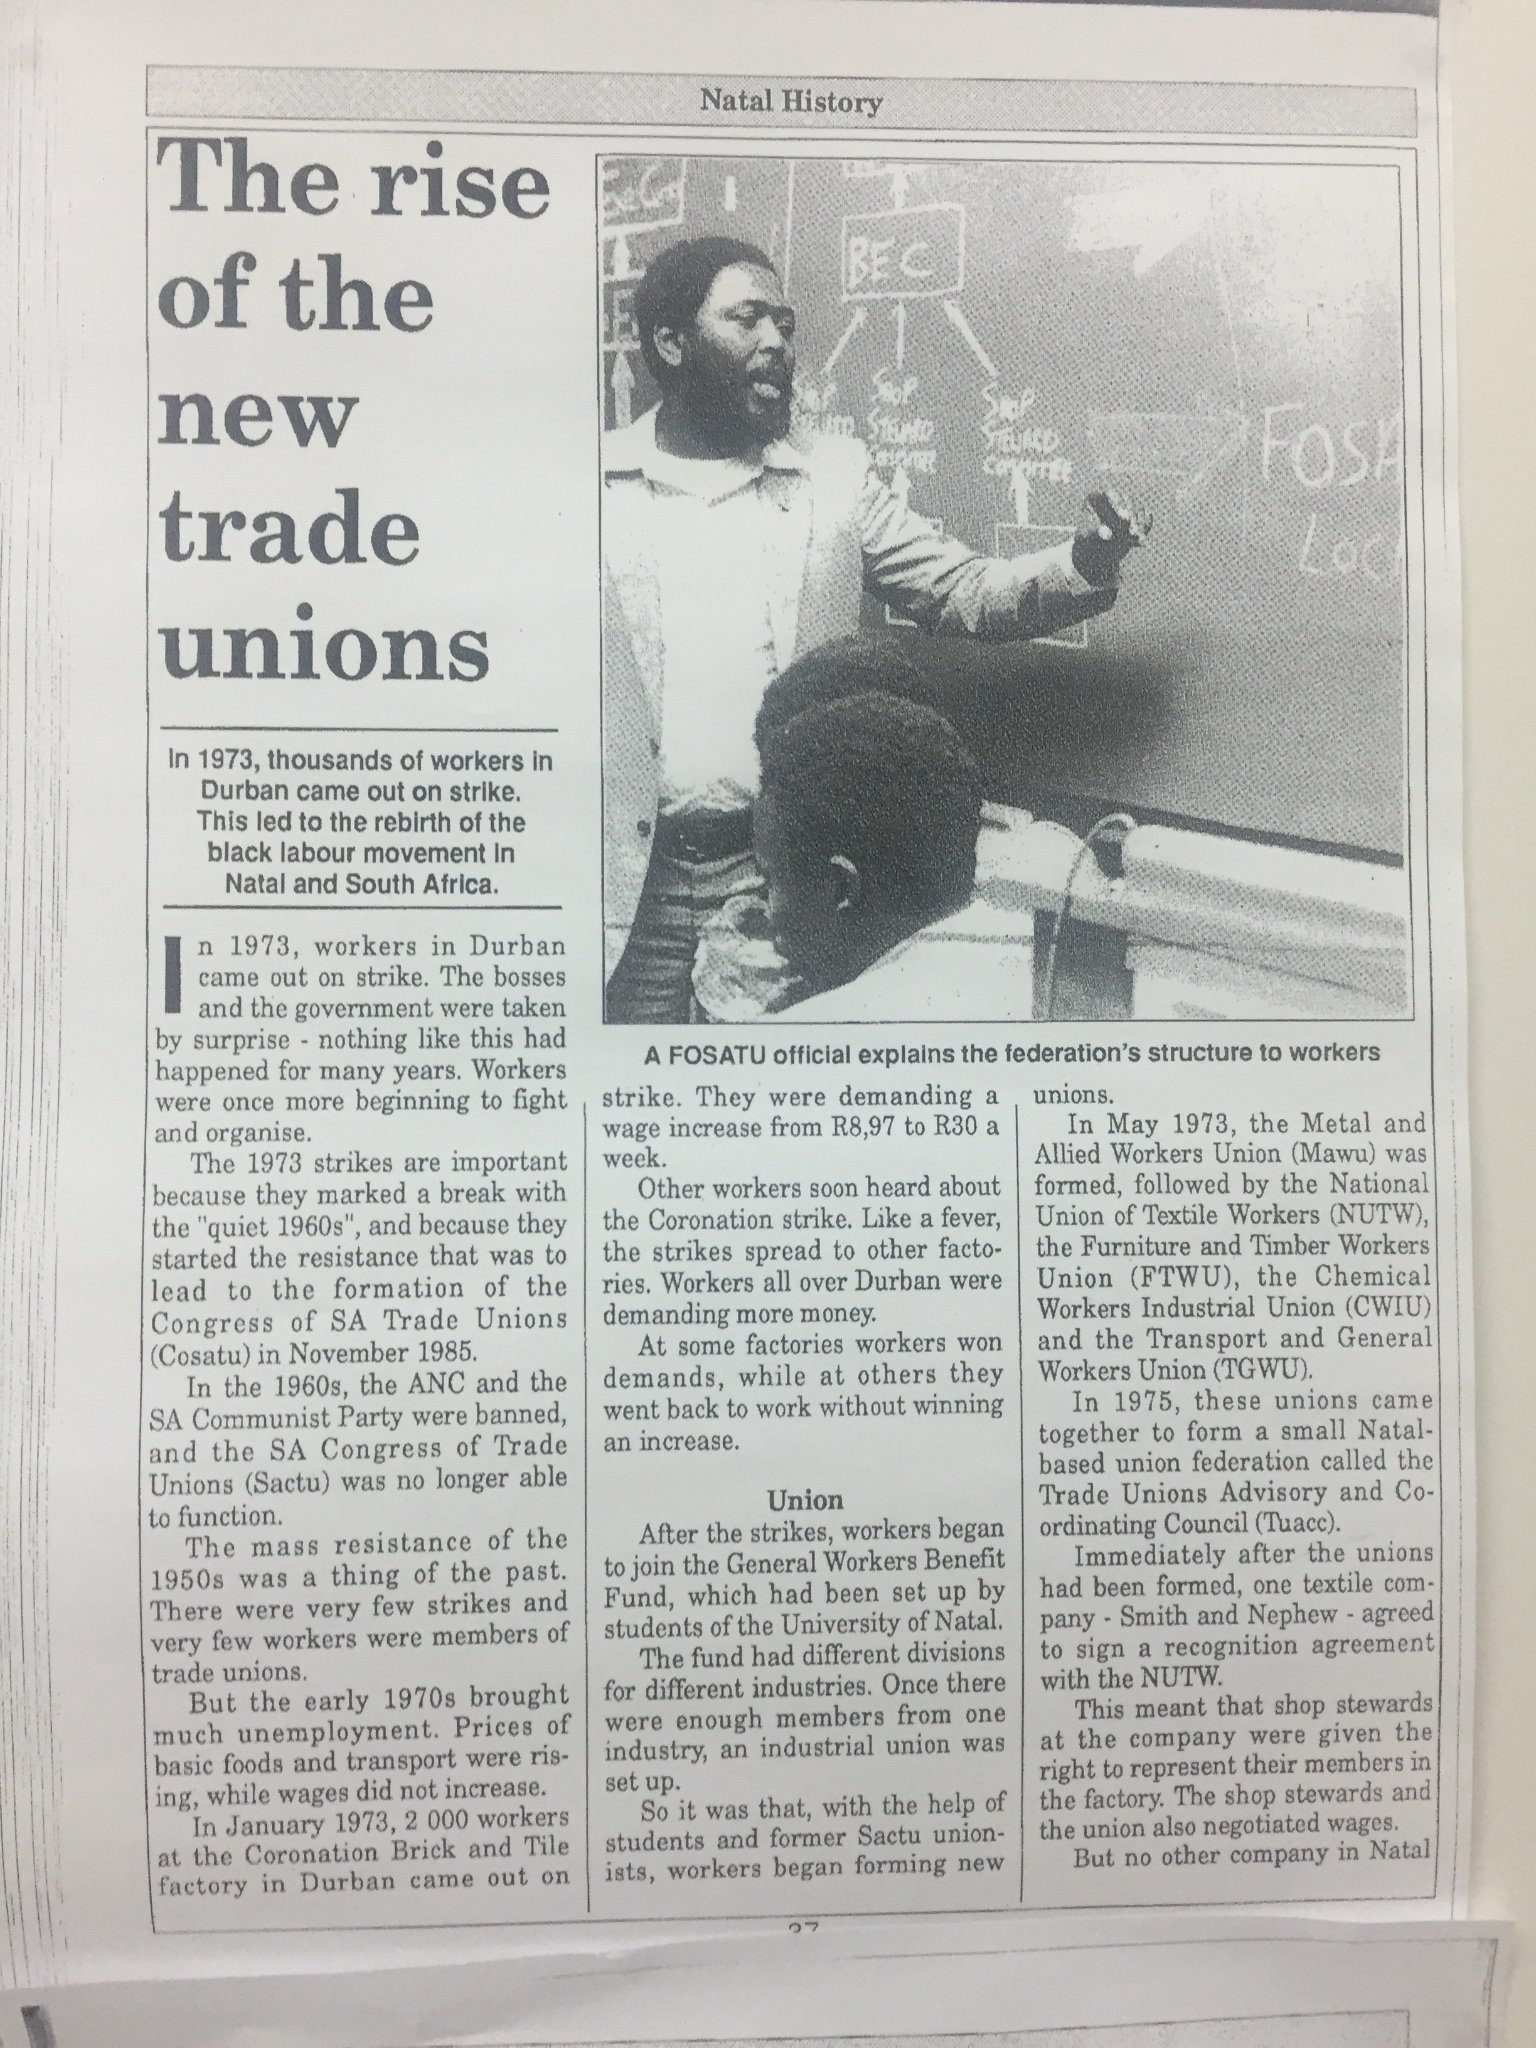 Natal History
The rise
of the
new
trade
unions
In 1973, thousands of workers in
Durban came out on strike.
This led to the rebirth of the
black labour movement in
Natal and South Africa.
In 1973, workers in Durban
came out on strike. The bosses
and the government were taken
by surprise - nothing like this had
happened for many years. Workers
were once more beginning to fight
and organise.
The 1973 strikes are important
because they marked a break with
the "quiet 1960s", and because they
started the resistance that was to
lead to the formation of the
Congress of SA Trade Unions
(Cosatu) in November 1985.
In the 1960s, the ANC and the
SA Communist Party were banned,
and the SA Congress of Trade
Unions (Sactu) was no longer able
to function.
The mass resistance of the
1950s was a thing of the past.
There were very few strikes and
very few workers were members of
trade unions.
But the early 1970s brought
much unemployment. Prices of
basic foods and transport were ris-
ing, while wages did not increase.
In January 1973, 2 000 workers
at the Coronation Brick and Tile
factory in Durban came out on
BEC
SHOP
STEWARD
COMMITTEE
SHOP
STEWARD
COMMITTEE
FOSA
LOC
A FOSATU official explains the federation's structure to workers
strike. They were demanding a
wage increase from R8,97 to R30 a
week.
Other workers soon heard about
the Coronation strike. Like a fever,
the strikes spread to other facto-
ries. Workers all over Durban were
demanding more money.
At some factories workers won
demands, while at others they
went back to work without winning
an increase.
Union
After the strikes, workers began
to join the General Workers Benefit
Fund, which had been set up by
students of the University of Natal.
The fund had different divisions
for different industries. Once there
were enough members from one
industry, an industrial union was
set up.
So it was that, with the help of
students and former Sactu union-
ists, workers began forming new
unions.
In May 1973, the Metal and
Allied Workers Union (Mawu) was
formed, followed by the National
Union of Textile Workers (NUTW),
the Furniture and Timber Workers
Union (FTWU), the Chemical
Workers Industrial Union (CWIU)
and the Transport and General
Workers Union (TGWU).
In 1975, these unions came
together to form a small Natal-
based union federation called the
Trade Unions Advisory and Co-
ordinating Council (Tuacc).
Immediately after the unions
had been formed, one textile com-
pany - Smith and Nephew - agreed
to sign a recognition agreement
with the NUTW.
This meant that shop stewards
at the company were given the
right to represent their members in
the factory. The shop stewards and
the union also negotiated wages.
But no other company in Natal